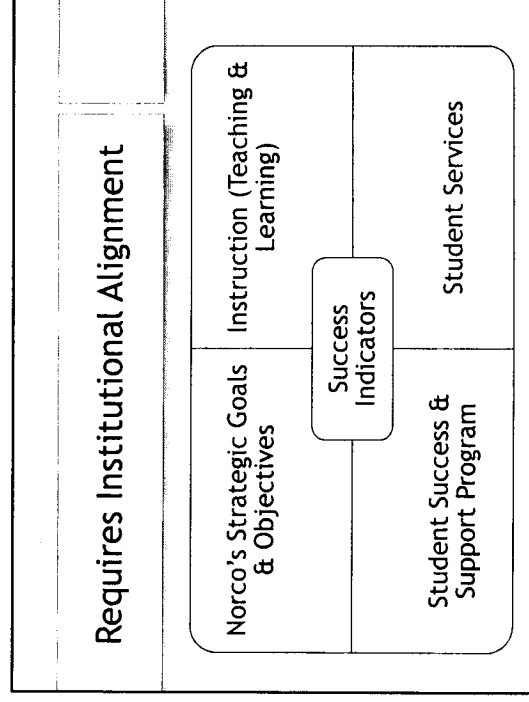 Requires Institutional Alignment
Norco's Strategic Goals
& Objectives
Instruction (Teaching &
Learning)
Success
Indicators
Student Success &
Support Program
Student Services